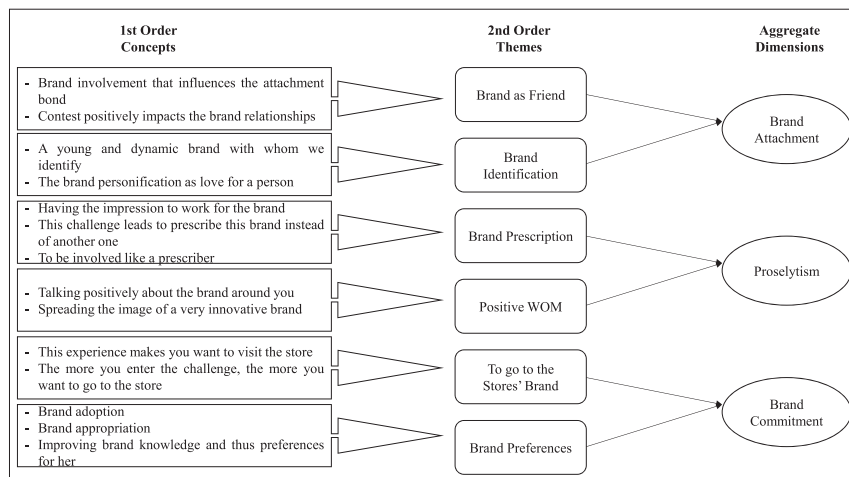 1st Order
Concepts
2nd Order
Themes
Aggregate
Dimensions
- Brand involvement that influences the attachment
bond
- Contest positively impacts the brand relationships
Brand as Friend
Brand
Attachment
- A young and dynamic brand with whom we
identify
- The brand personification as love for a person
Brand
Identification
- Having the impression to work for the brand
- This challenge leads to prescribe this brand instead
of another one
- To be involved like a prescriber
Brand Prescription
Proselytism
- Talking positively about the brand around you
- Spreading the image of a very innovative brand
Positive WOM
- This experience makes you want to visit the store
- The more you enter the challenge, the more you
want to go to the store
To go to the
Stores' Brand
Brand
Commitment
- Brand adoption
- Brand appropriation
- Improving brand knowledge and thus preferences
for her
Brand Preferences